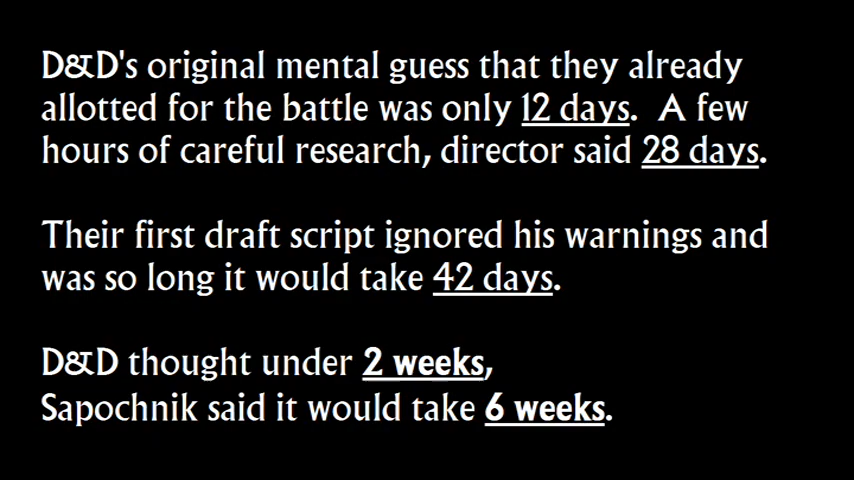 D&D's original mental guess that they already
allotted for the battle was only 12 days.  A few
hours of careful research, director said 28 days.
Their first draft script ignored his warnings and
was so long it would take 42 days.
D&D thought under 2 weeks,
Sapochnik said it would take 6 weeks.